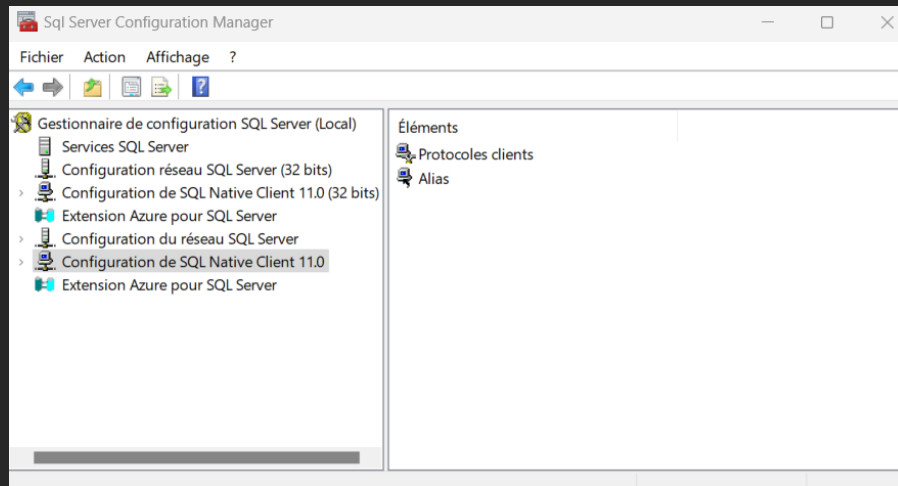 Sql Server Configuration Manager
Fichier Action Affichage ?
Gestionnaire de configuration SQL Server (Local)
Services SQL Server
Configuration réseau SQL Server (32 bits)
Configuration de SQL Native Client 11.0 (32 bits)
Extension Azure pour SQL Server
Configuration du réseau SQL Server
Configuration de SQL Native Client 11.0
Extension Azure pour SQL Server
Éléments
Protocoles clients
Alias